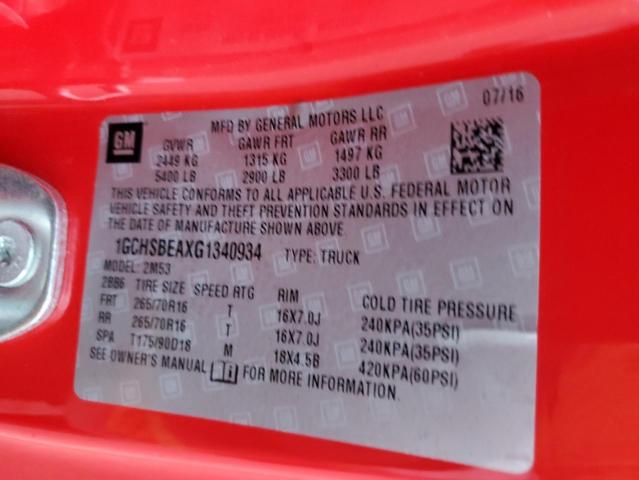 07/16
MFD BY GENERAL MOTORS LLC
GM
GVWR GAWR FRT GAWR RR
2449 KG 1315 KG 1497 KG
5400 LB 2900 LB 3300 LB
THIS VEHICLE CONFORMS TO ALL APPLICABLE U.S. FEDERAL MOTOR
VEHICLE SAFETY AND THEFT PREVENTION STANDARDS IN EFFECT ON
THE DATE OF MANUFACTURE SHOWN ABOVE.
1GCHSBEAXG1340934 TYPE: TRUCK
MODEL: 2M53
2BB6 TIRE SIZE SPEED RTG RIM COLD TIRE PRESSURE
FRT 265/70R16 T 16X7.0J 240KPA(35PSI)
RR 265/70R16 T 16X7.0J 240KPA(35PSI)
SPA T175/90D18 M 18X4.5B 420KPA(60PSI)
SEE OWNER'S MANUAL i FOR MORE INFORMATION.